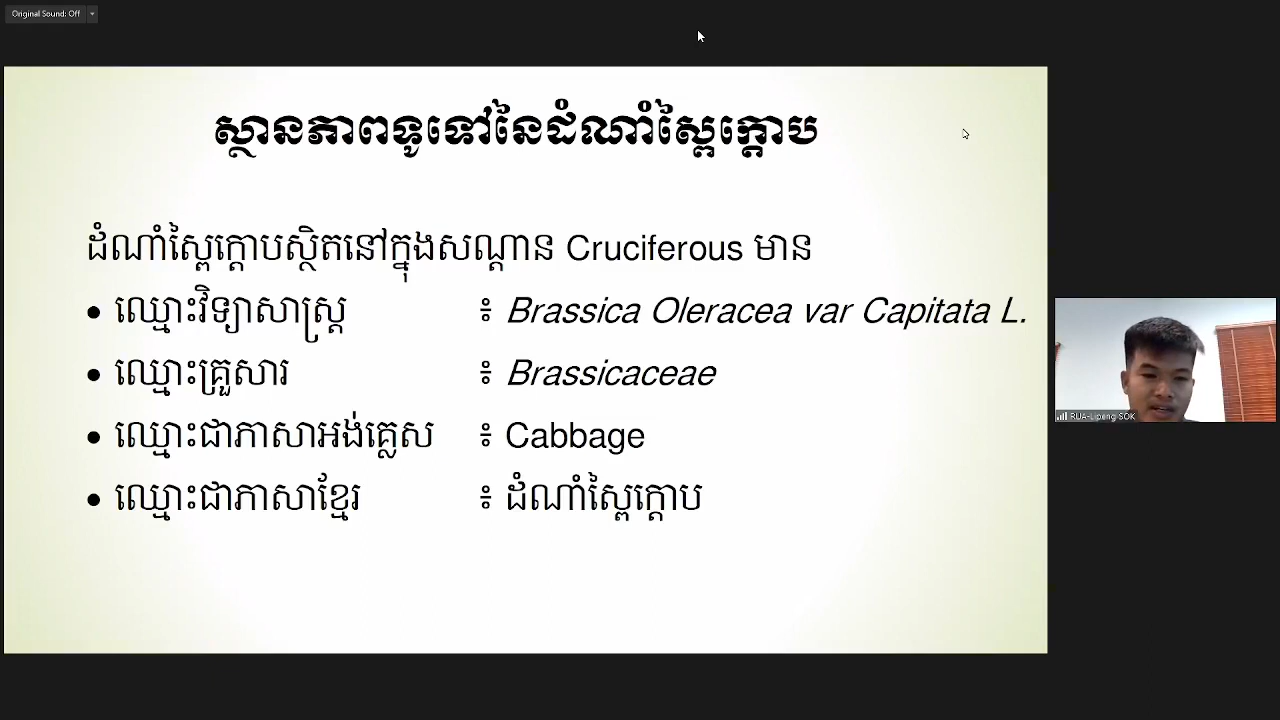 Original Sound: Off
ស្ថានភាពទូទៅនៃដំណាំស្ពៃក្ដោប
ដំណាំស្ពៃក្ដោបស្ថិតនៅក្នុងសណ្ដាន Cruciferous មាន
• ឈ្មោះវិទ្យាសាស្ត្រ ៖ Brassica Oleracea var Capitata L.
• ឈ្មោះគ្រួសារ ៖ Brassicaceae
• ឈ្មោះជាភាសាអង់គ្លេស ៖ Cabbage
• ឈ្មោះជាភាសាខ្មែរ ៖ ដំណាំស្ពៃក្ដោប
RUA-Lipeng SOK